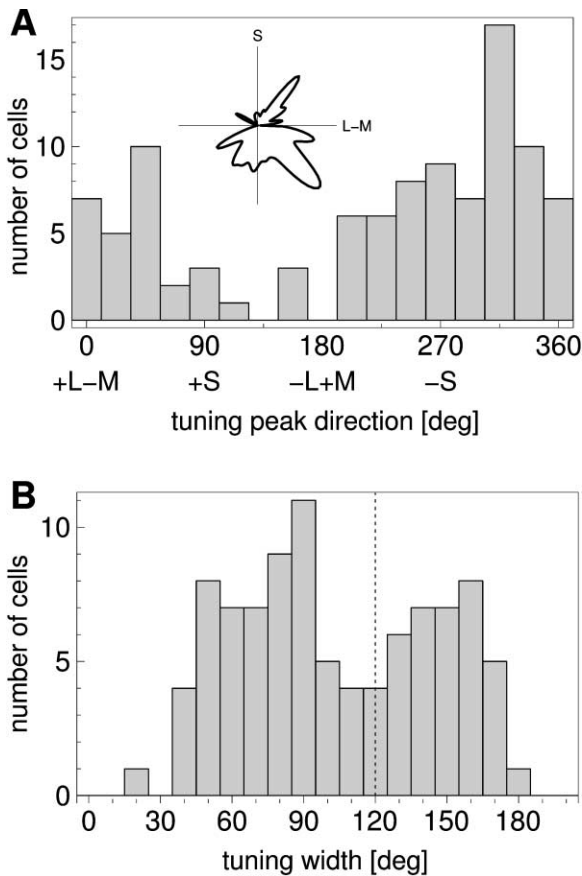 A
S
L−M
number of cells
15
10
5
0
0 90 180 270 360
+L−M +S −L+M −S
tuning peak direction [deg]
B
number of cells
10
5
0
0 30 60 90 120 150 180
tuning width [deg]